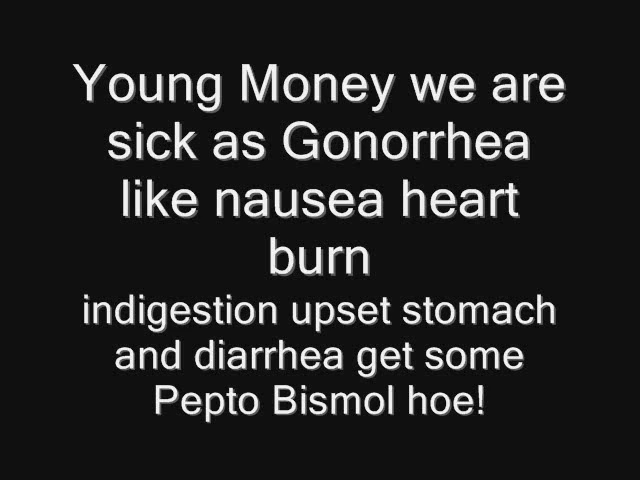 Young Money we are
sick as Gonorrhea
like nausea heart
burn
indigestion upset stomach
and diarrhea get some
Pepto Bismol hoe!